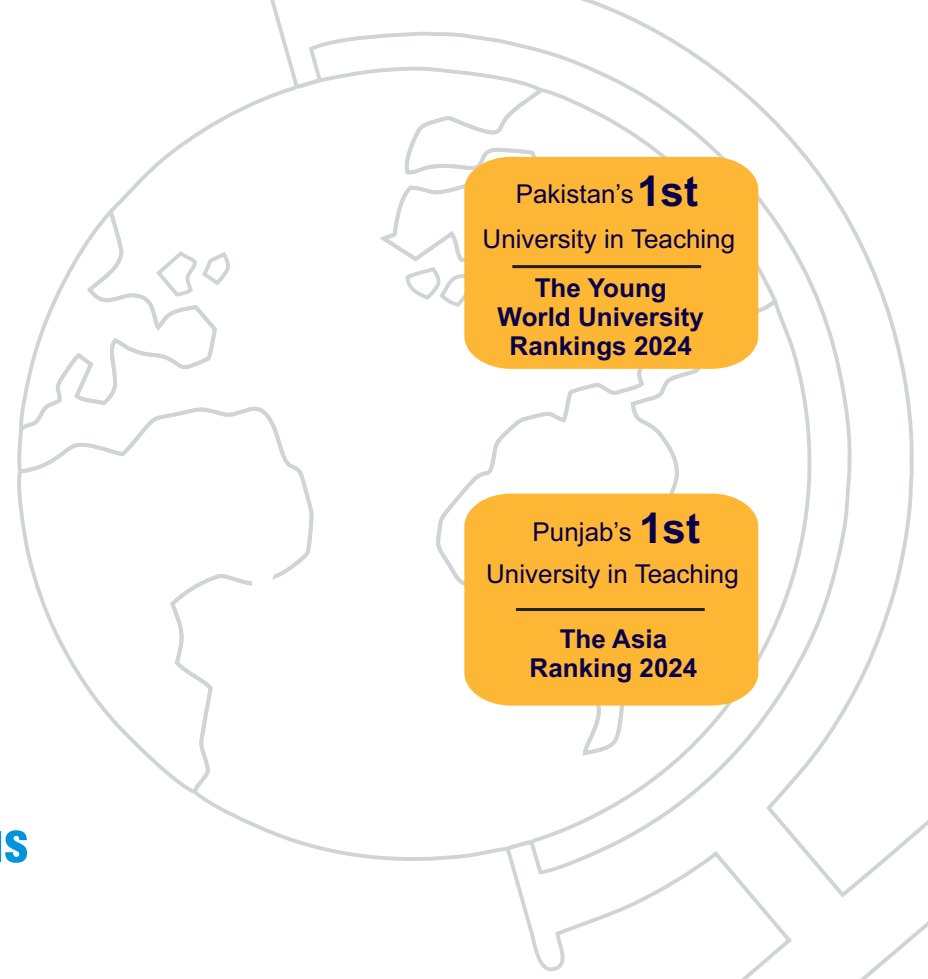 Pakistan's 1st
University in Teaching
The Young
World University
Rankings 2024
Punjab's 1st
University in Teaching
The Asia
Ranking 2024